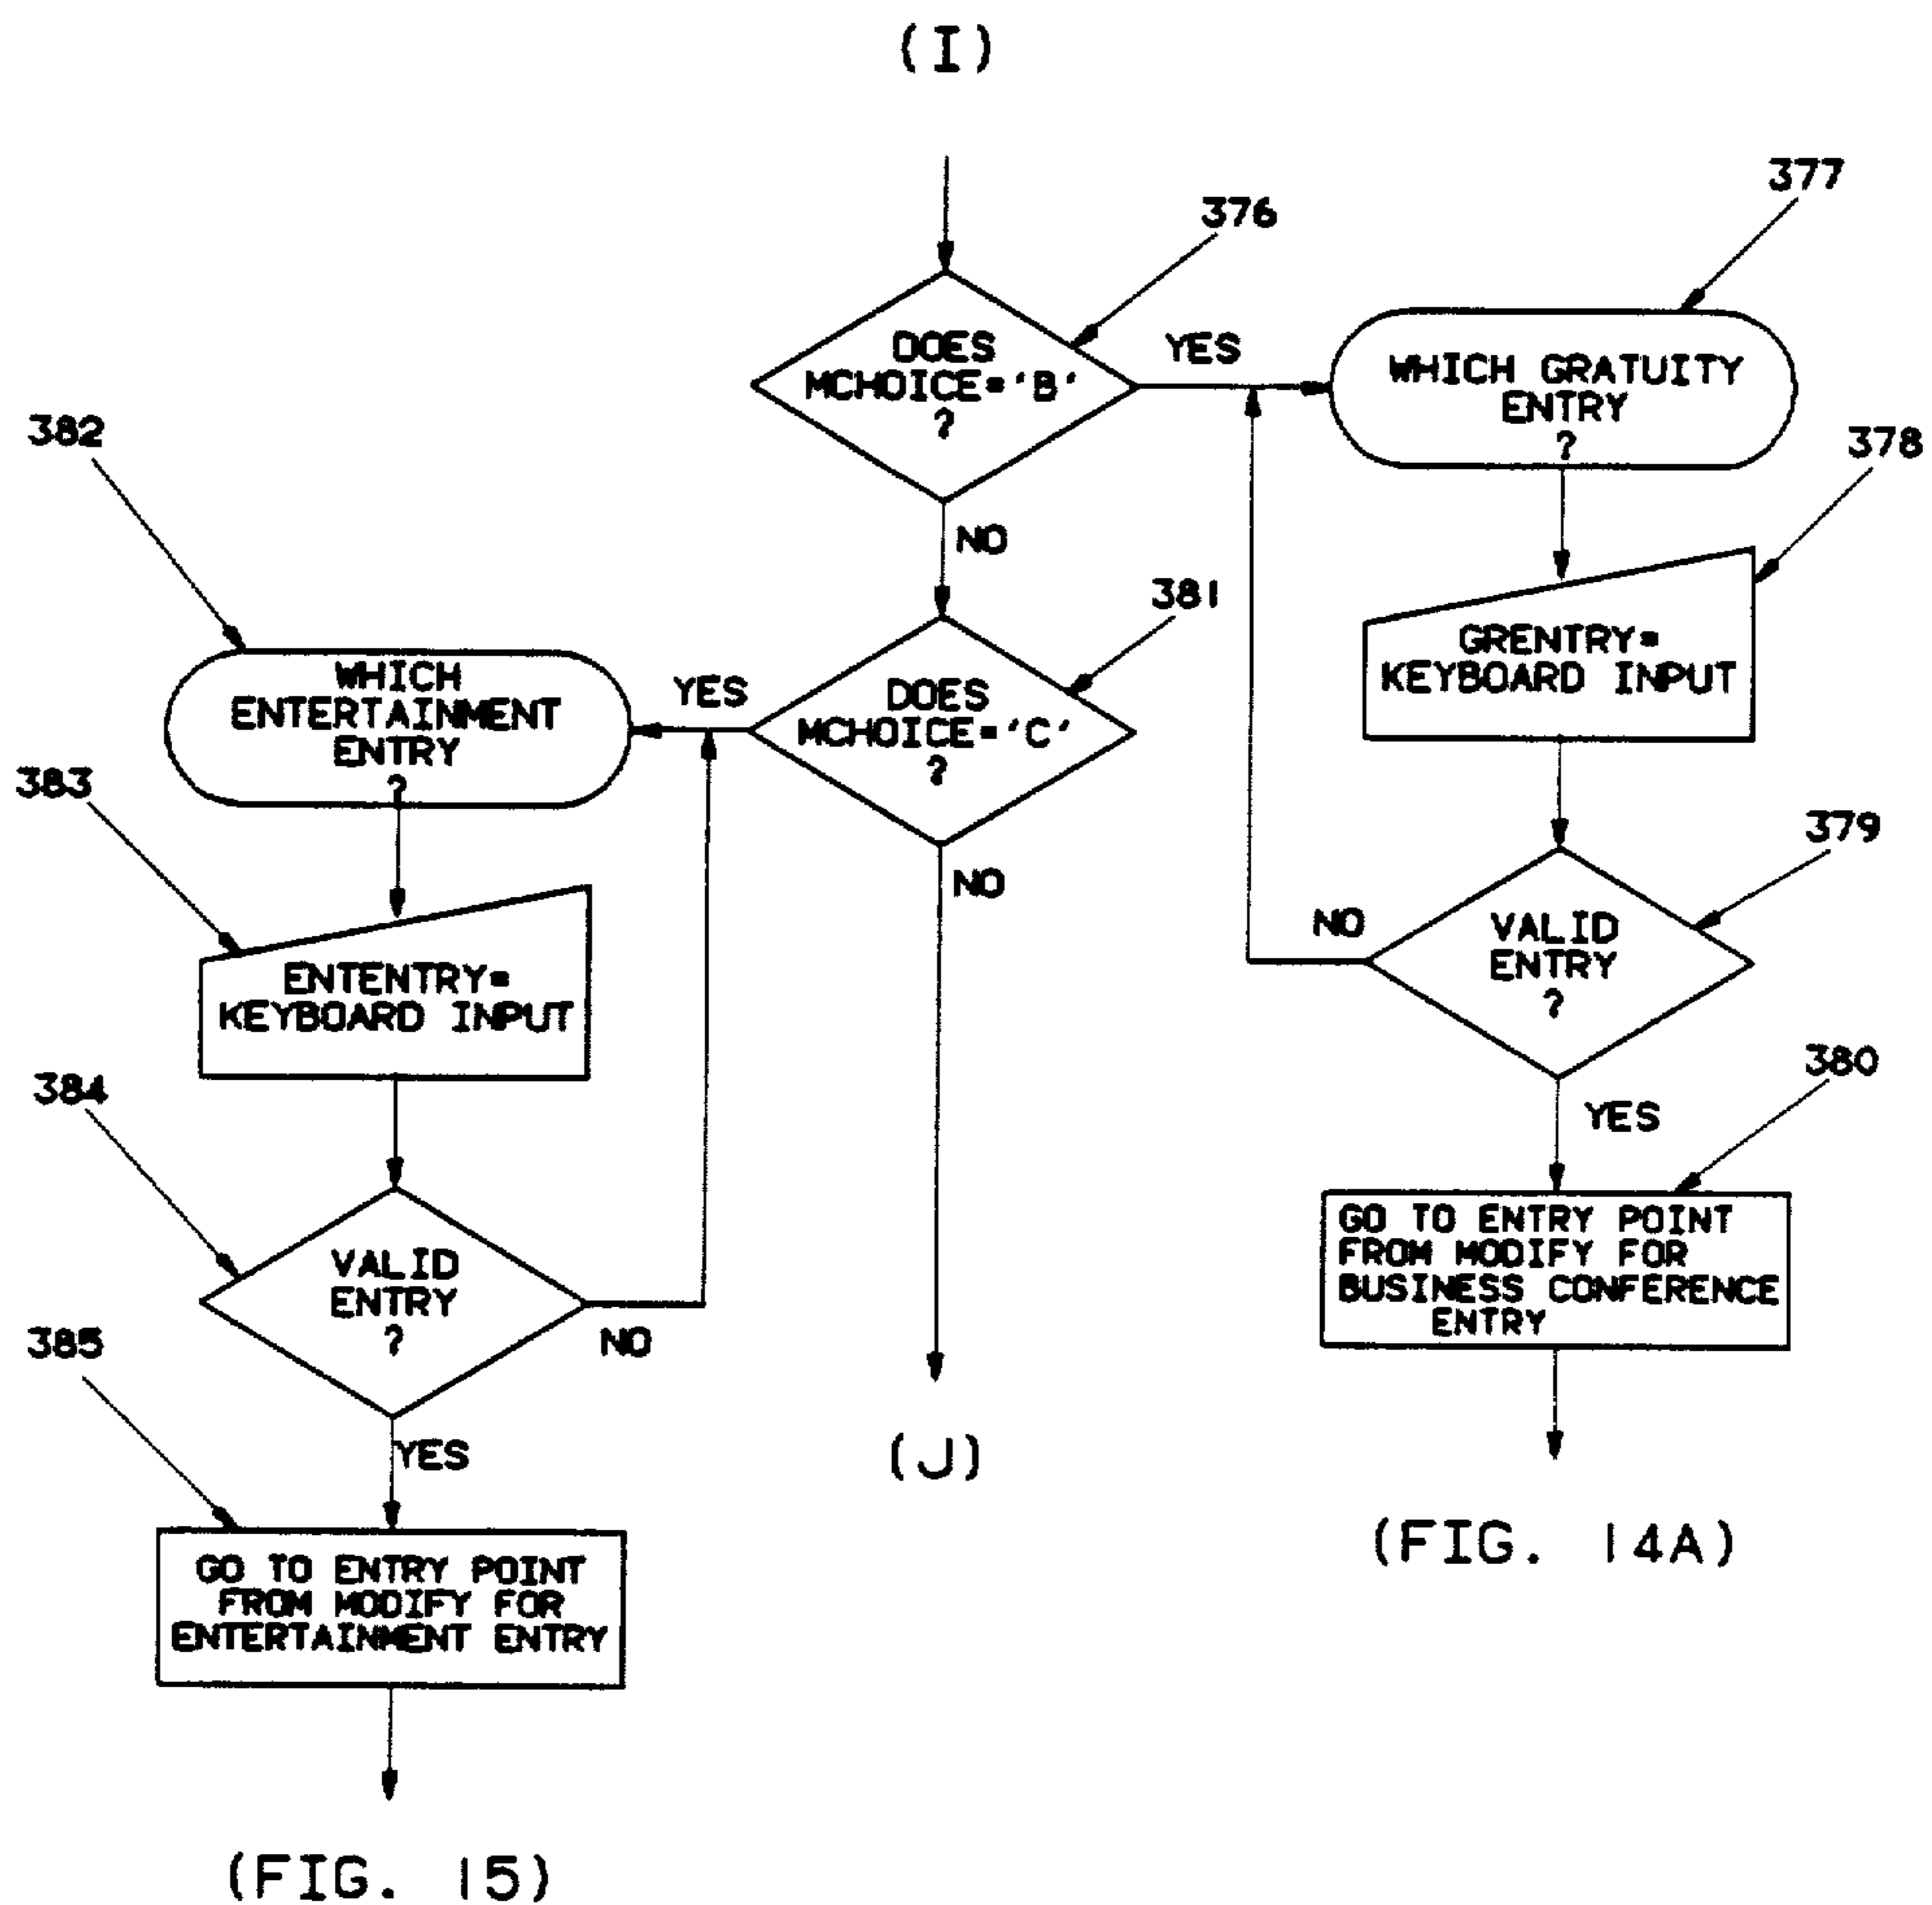 (I)
376
377
DOES
MCHOICE='B'
?
YES
WHICH GRATUITY
ENTRY
?
378
NO
382
381
GRENTRY=
KEYBOARD INPUT
WHICH
ENTERTAINMENT
ENTRY
?
YES
DOES
MCHOICE='C'
?
383
NO
379
NO
VALID
ENTRY
?
ENTENTRY=
KEYBOARD INPUT
384
380
YES
VALID
ENTRY
?
NO
GO TO ENTRY POINT
FROM MODIFY FOR
BUSINESS CONFERENCE
ENTRY
385
YES
(J)
(FIG. 14A)
GO TO ENTRY POINT
FROM MODIFY FOR
ENTERTAINMENT ENTRY
(FIG. 15)